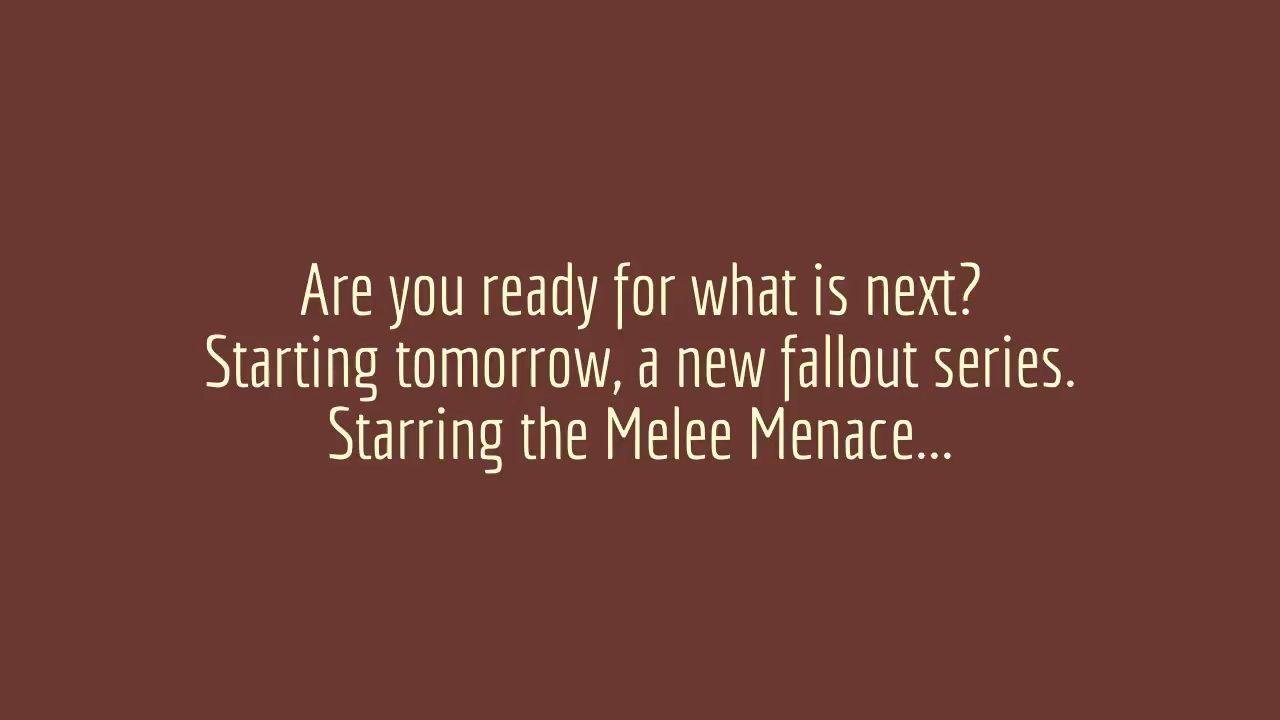 Are you ready for what is next?
Starting tomorrow, a new fallout series.
Starring the Melee Menace...